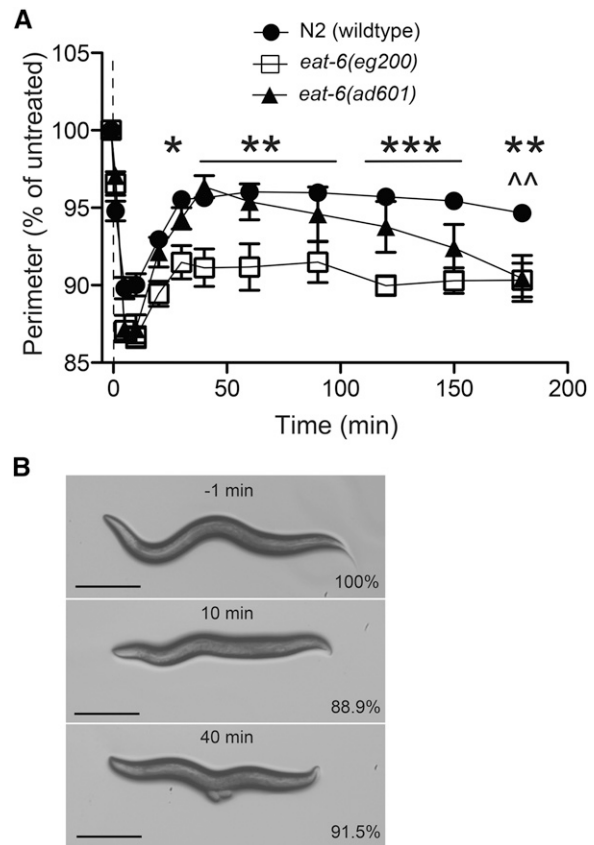 A
N2 (wildtype)
eat-6(eg200)
eat-6(ad601)
105
100
95
90
85
Perimeter (% of untreated)
* ** *** **
^^
0 50 100 150 200
Time (min)
B
-1 min
100%
10 min
88.9%
40 min
91.5%